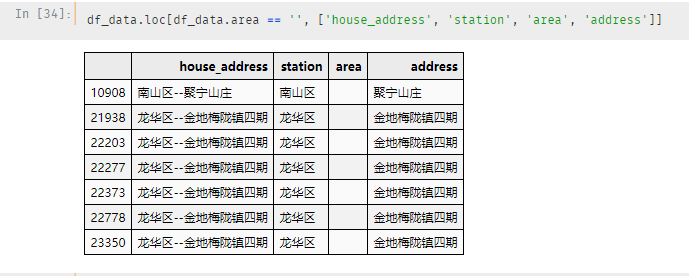 In [34]: df_data.loc[df_data.area == '', ['house_address', 'station', 'area', 'address']]
house_address station area address
10908 南山区--聚宁山庄 南山区 聚宁山庄
21938 龙华区--金地梅陇镇四期 龙华区 金地梅陇镇四期
22203 龙华区--金地梅陇镇四期 龙华区 金地梅陇镇四期
22277 龙华区--金地梅陇镇四期 龙华区 金地梅陇镇四期
22373 龙华区--金地梅陇镇四期 龙华区 金地梅陇镇四期
22778 龙华区--金地梅陇镇四期 龙华区 金地梅陇镇四期
23350 龙华区--金地梅陇镇四期 龙华区 金地梅陇镇四期